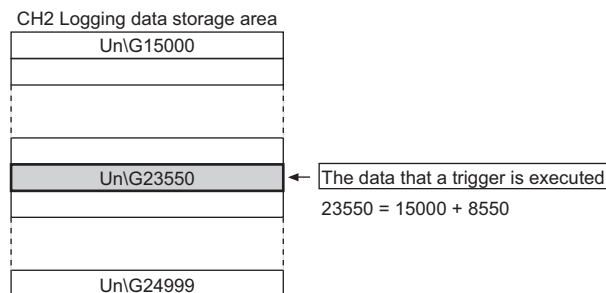 CH2 Logging data storage area
Un\G15000
Un\G23550
The data that a trigger is executed
23550 = 15000 + 8550
Un\G24999